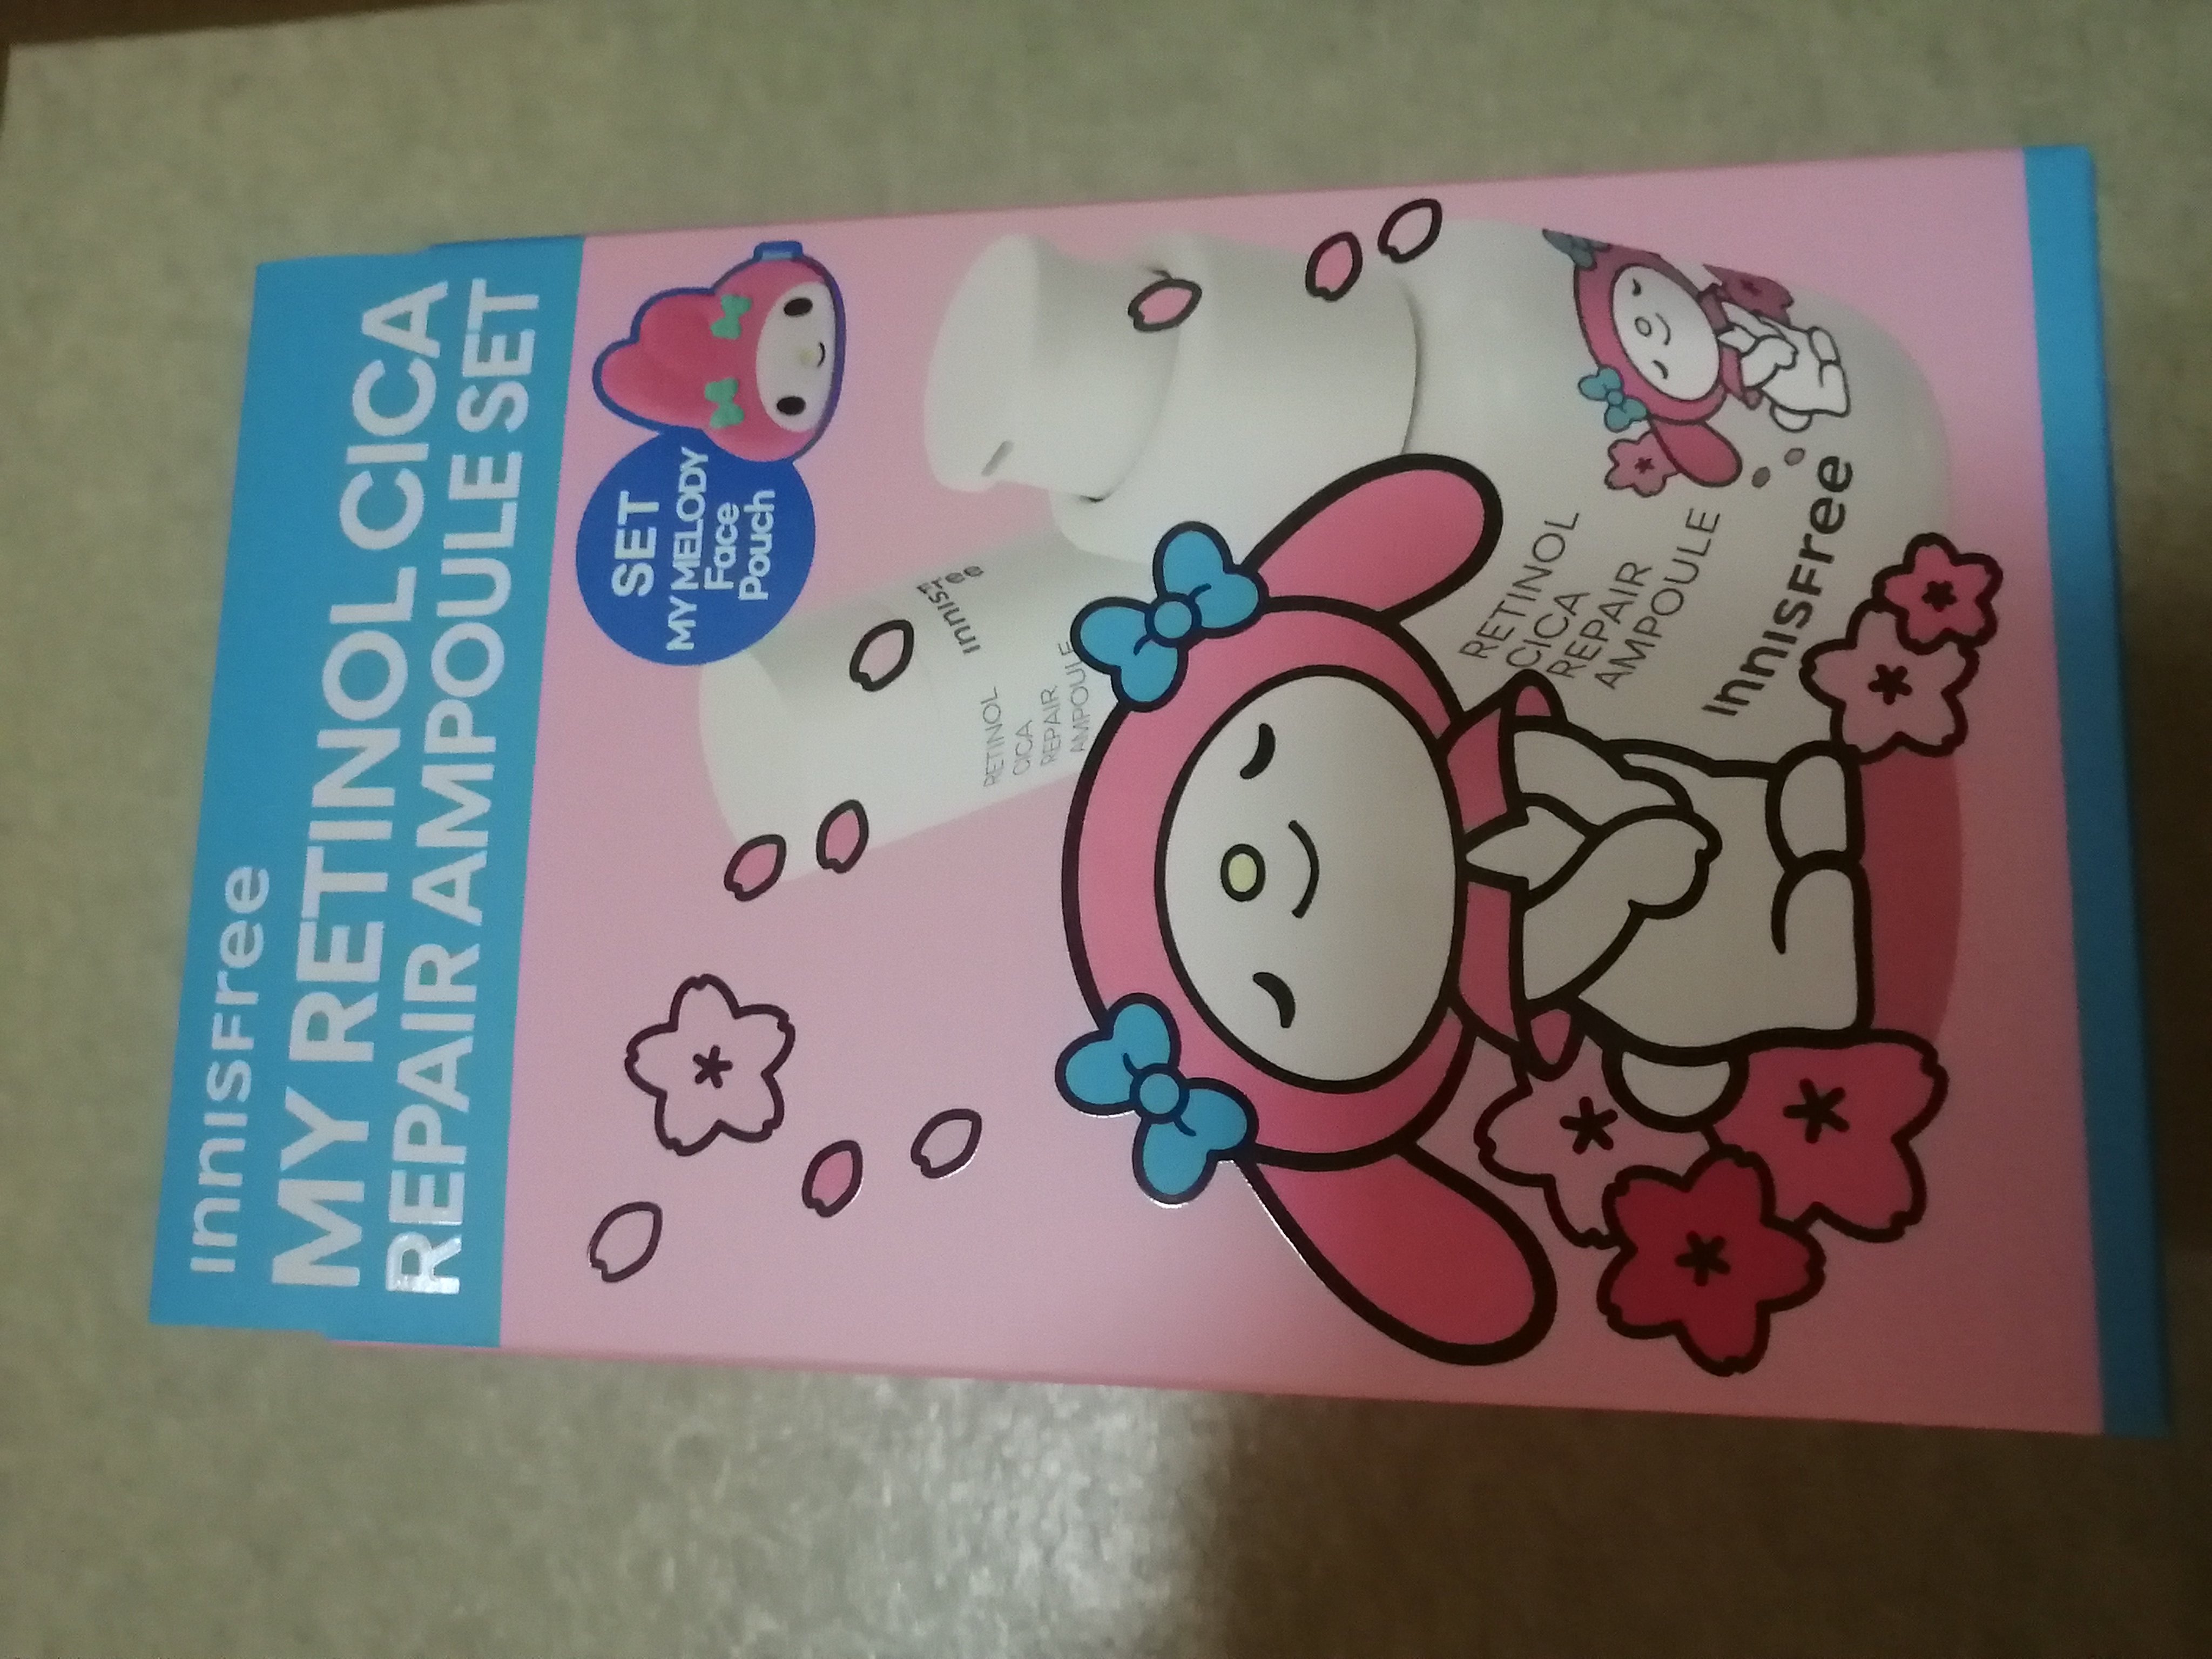 innisfree
MY RETINOL CICA
REPAIR AMPOULE SET
SET
MY MELODY
Face
Pouch
innisfree
RETINOL
CICA
REPAIR
AMPOULE
RETINOL
CICA
REPAIR
AMPOULE
innisfree